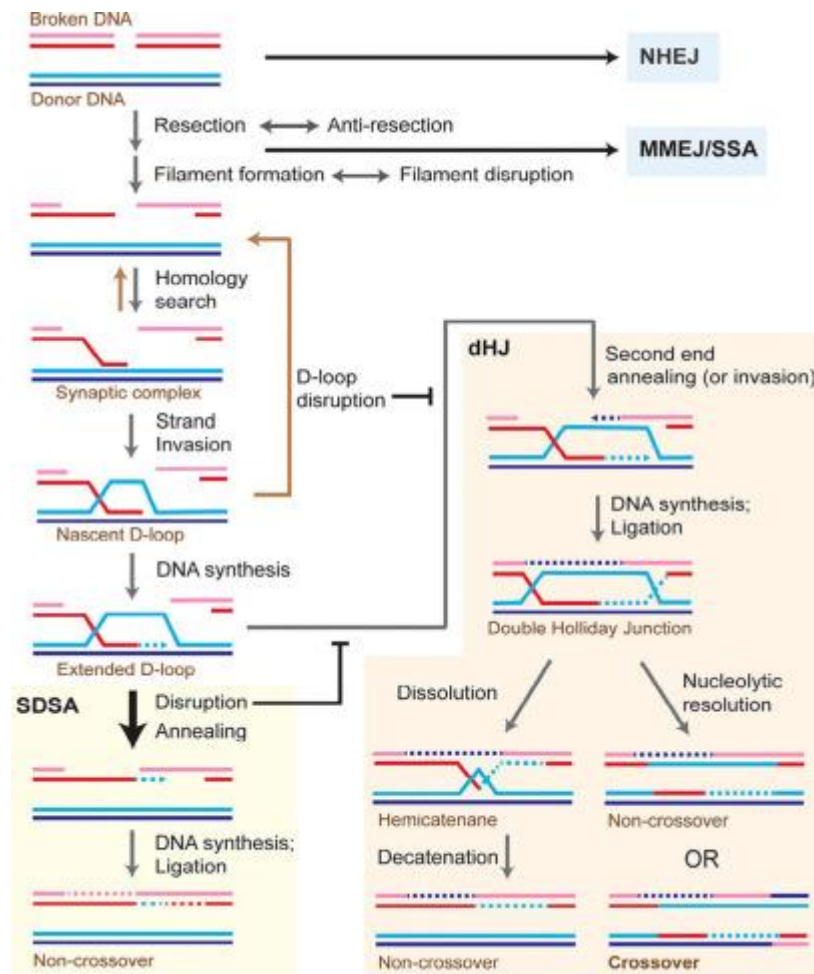 Broken DNA
NHEJ
Donor DNA
Resection
Anti-resection
MMEJ/SSA
Filament formation
Filament disruption
Homology
search
Synaptic complex
Strand
Invasion
Nascent D-loop
DNA synthesis
Extended D-loop
D-loop
disruption
SDSA
Disruption
Annealing
DNA synthesis;
Ligation
Non-crossover
dHJ
Second end
annealing (or invasion)
DNA synthesis;
Ligation
Double Holliday Junction
Dissolution
Nucleolytic
resolution
Hemicatenane
Non-crossover
Decatenation
OR
Non-crossover
Crossover